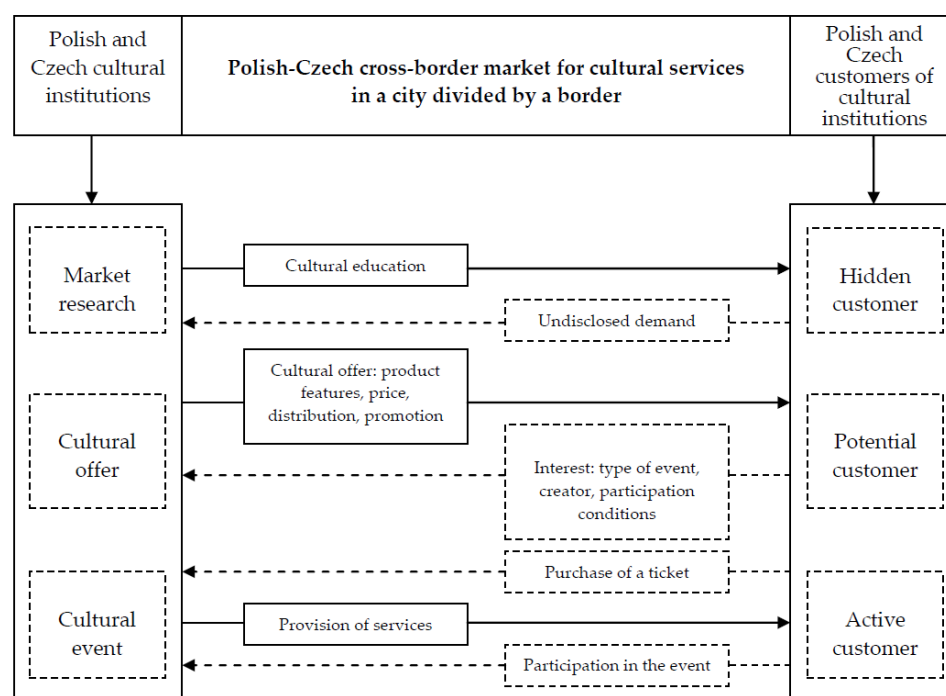 Polish and
Czech cultural
institutions
Polish-Czech cross-border market for cultural services
in a city divided by a border
Polish and
Czech
customers of
cultural
institutions
Market
research
Cultural education
Hidden
customer
Undisclosed demand
Cultural offer: product
features, price,
distribution, promotion
Cultural
offer
Interest: type of event,
creator, participation
conditions
Potential
customer
Purchase of a ticket
Cultural
event
Provision of services
Active
customer
Participation in the event